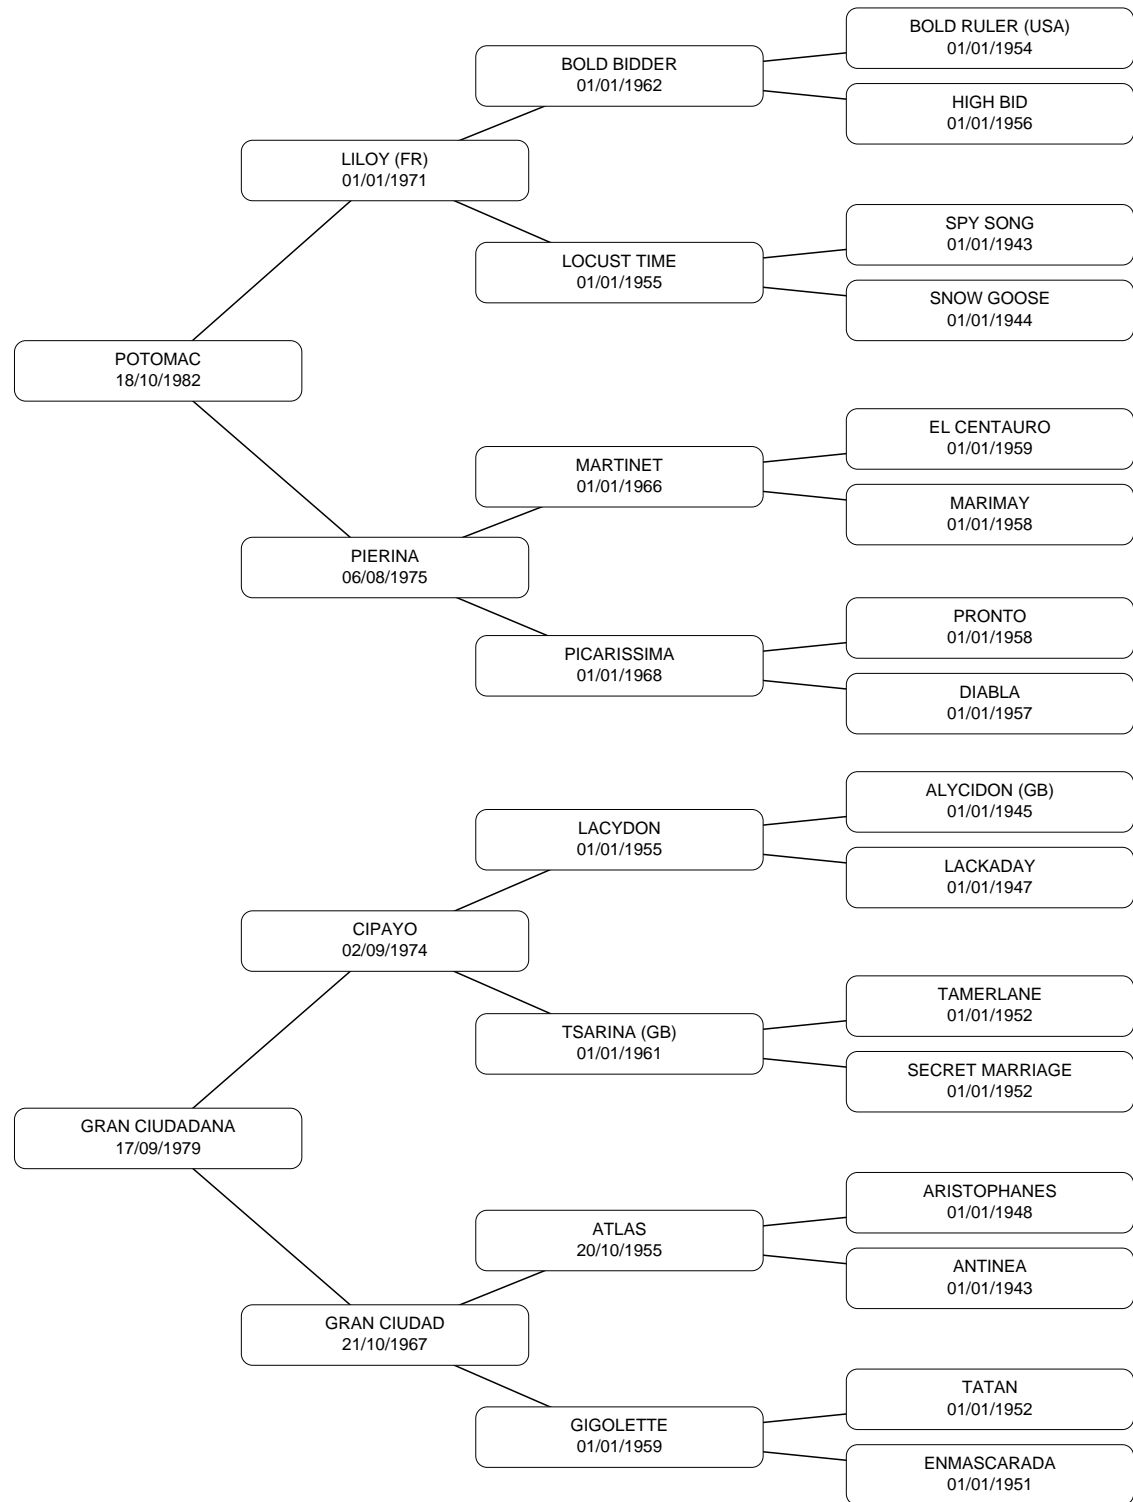 BOLD RULER (USA)
01/01/1954
BOLD BIDDER
01/01/1962
HIGH BID
01/01/1956
LILOY (FR)
01/01/1971
SPY SONG
01/01/1943
LOCUST TIME
01/01/1955
SNOW GOOSE
01/01/1944
POTOMAC
18/10/1982
EL CENTAURO
01/01/1959
MARTINET
01/01/1966
MARIMAY
01/01/1958
PIERINA
06/08/1975
PRONTO
01/01/1958
PICARISSIMA
01/01/1968
DIABLA
01/01/1957
ALYCIDON (GB)
01/01/1945
LACYDON
01/01/1955
LACKADAY
01/01/1947
CIPAYO
02/09/1974
TAMERLANE
01/01/1952
TSARINA (GB)
01/01/1961
SECRET MARRIAGE
01/01/1952
GRAN CIUDADANA
17/09/1979
ARISTOPHANES
01/01/1948
ATLAS
20/10/1955
ANTINEA
01/01/1943
GRAN CIUDAD
21/10/1967
TATAN
01/01/1952
GIGOLETTE
01/01/1959
ENMASCARADA
01/01/1951